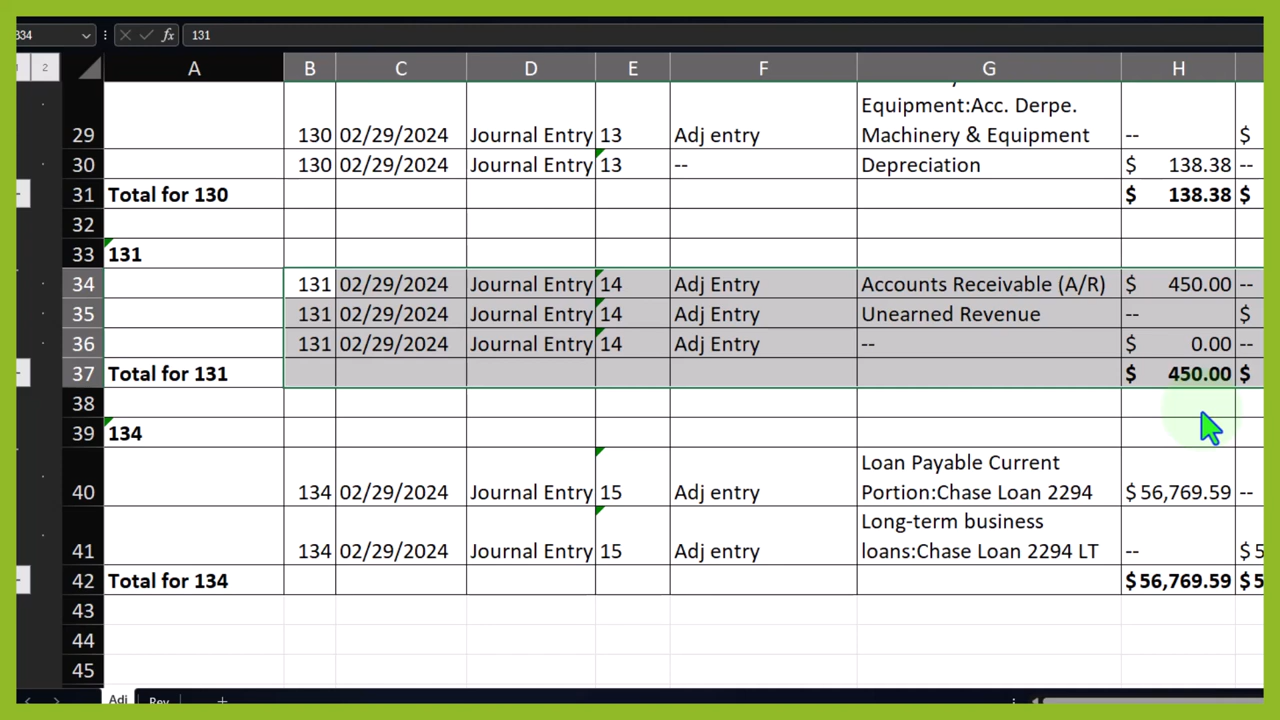 334 131
2
A B C D E F G H
29 130 02/29/2024 Journal Entry 13 Adj entry Equipment:Acc. Derpe.
Machinery & Equipment -- $
30 130 02/29/2024 Journal Entry 13 -- Depreciation $ 138.38 --
31 Total for 130 $ 138.38 $
32
33 131
34 131 02/29/2024 Journal Entry 14 Adj Entry Accounts Receivable (A/R) $ 450.00 --
35 131 02/29/2024 Journal Entry 14 Adj Entry Unearned Revenue -- $
36 131 02/29/2024 Journal Entry 14 Adj Entry -- $ 0.00 --
37 Total for 131 $ 450.00 $
38
39 134
40 134 02/29/2024 Journal Entry 15 Adj entry Loan Payable Current
Portion:Chase Loan 2294 $ 56,769.59 --
41 134 02/29/2024 Journal Entry 15 Adj entry Long-term business
loans:Chase Loan 2294 LT -- $ 5
42 Total for 134 $ 56,769.59 $ 5
43
44
45
Adj Rev